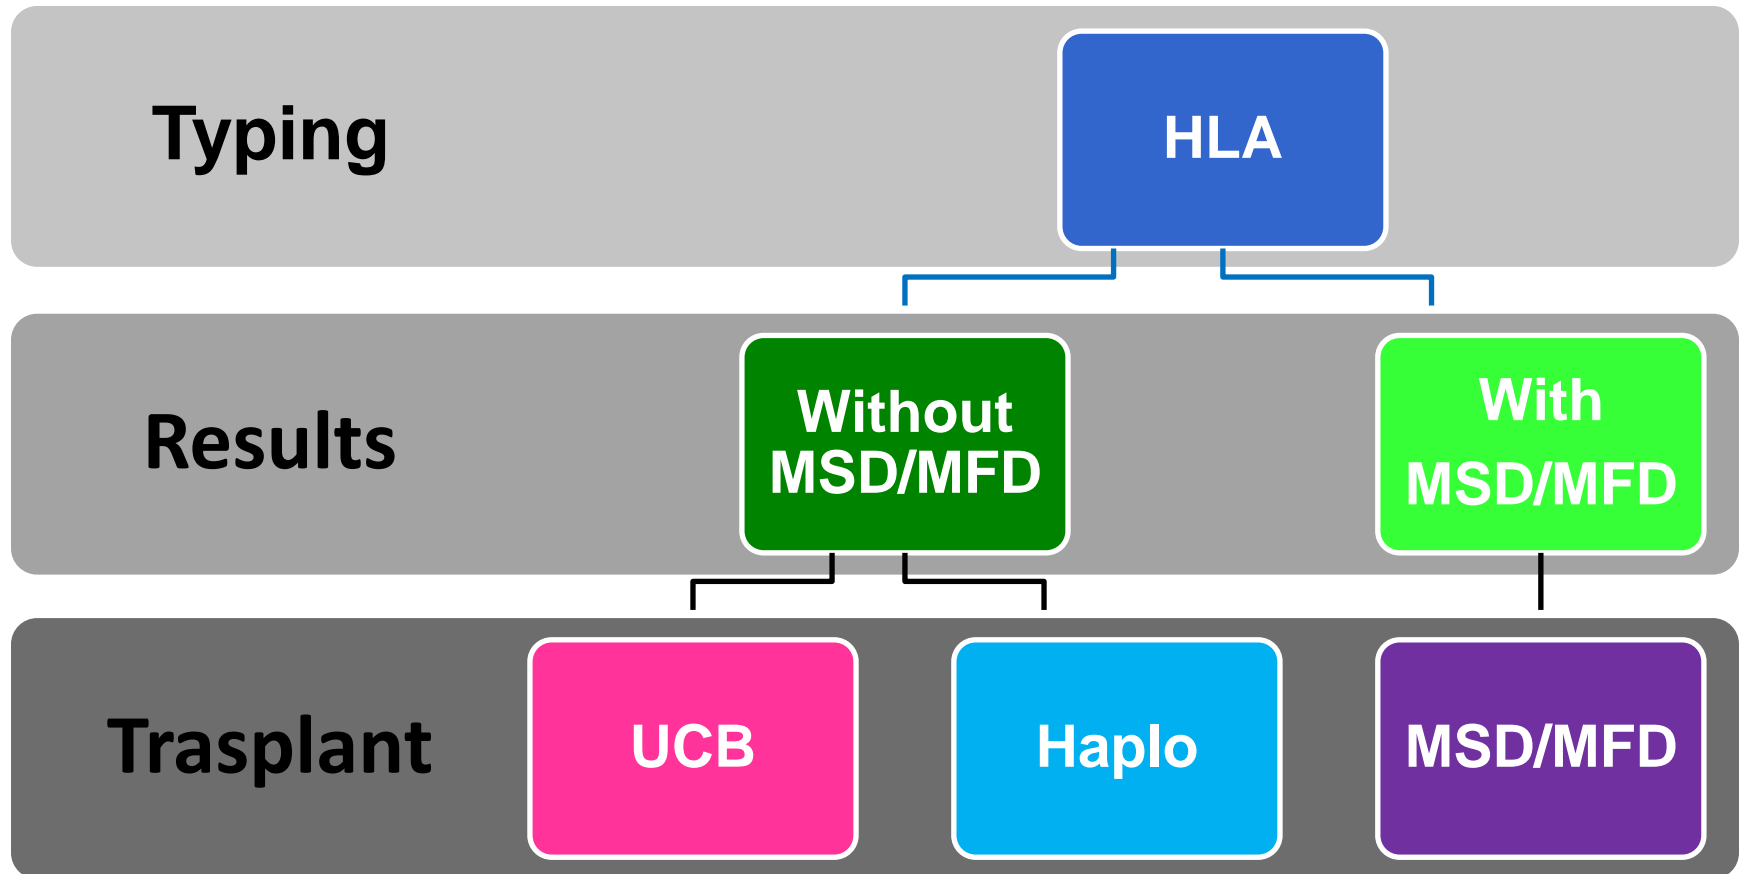 Typing
HLA
Results
Without
MSD/MFD
With
MSD/MFD
Trasplant
UCB
Haplo
MSD/MFD